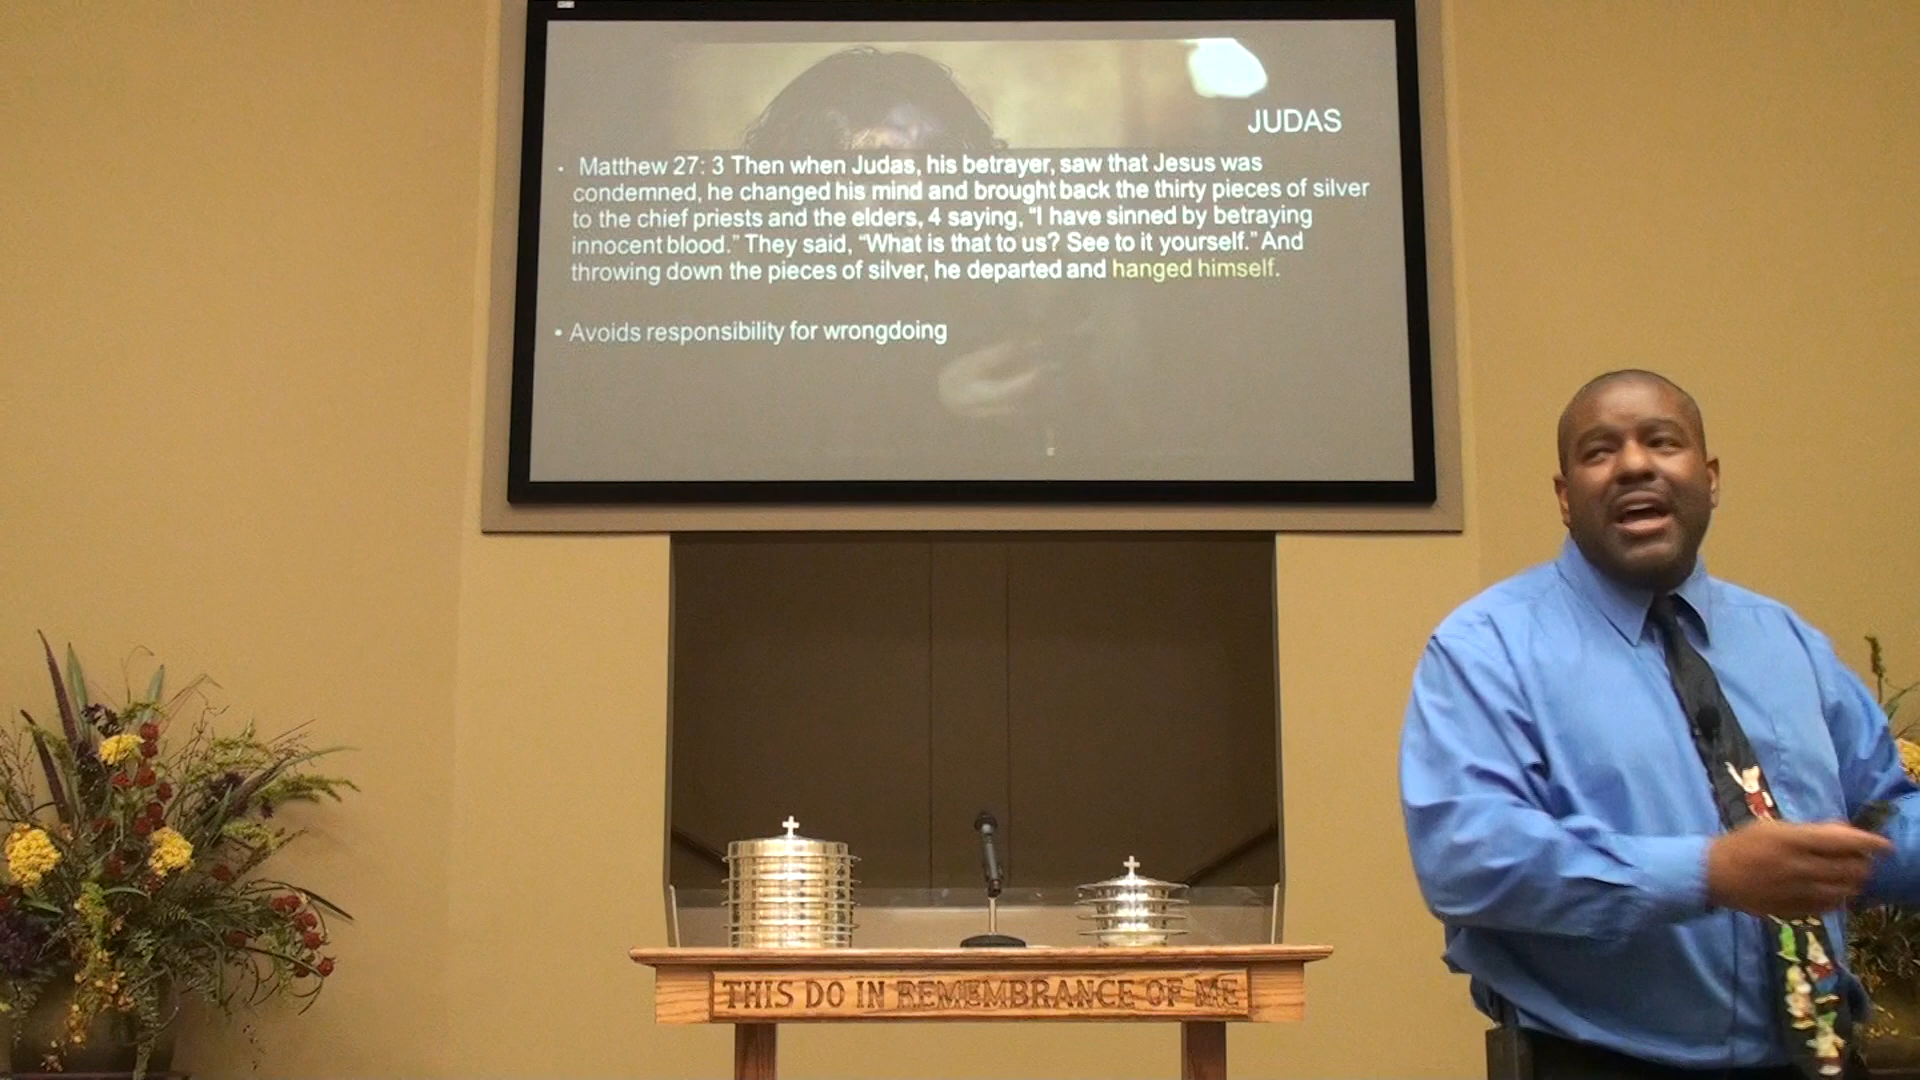 JUDAS
• Matthew 27: 3 Then when Judas, his betrayer, saw that Jesus was
condemned, he changed his mind and brought back the thirty pieces of silver
to the chief priests and the elders, 4 saying, “I have sinned by betraying
innocent blood.” They said, “What is that to us? See to it yourself.” And
throwing down the pieces of silver, he departed and hanged himself.
• Avoids responsibility for wrongdoing
THIS DO IN REMEMBRANCE OF ME